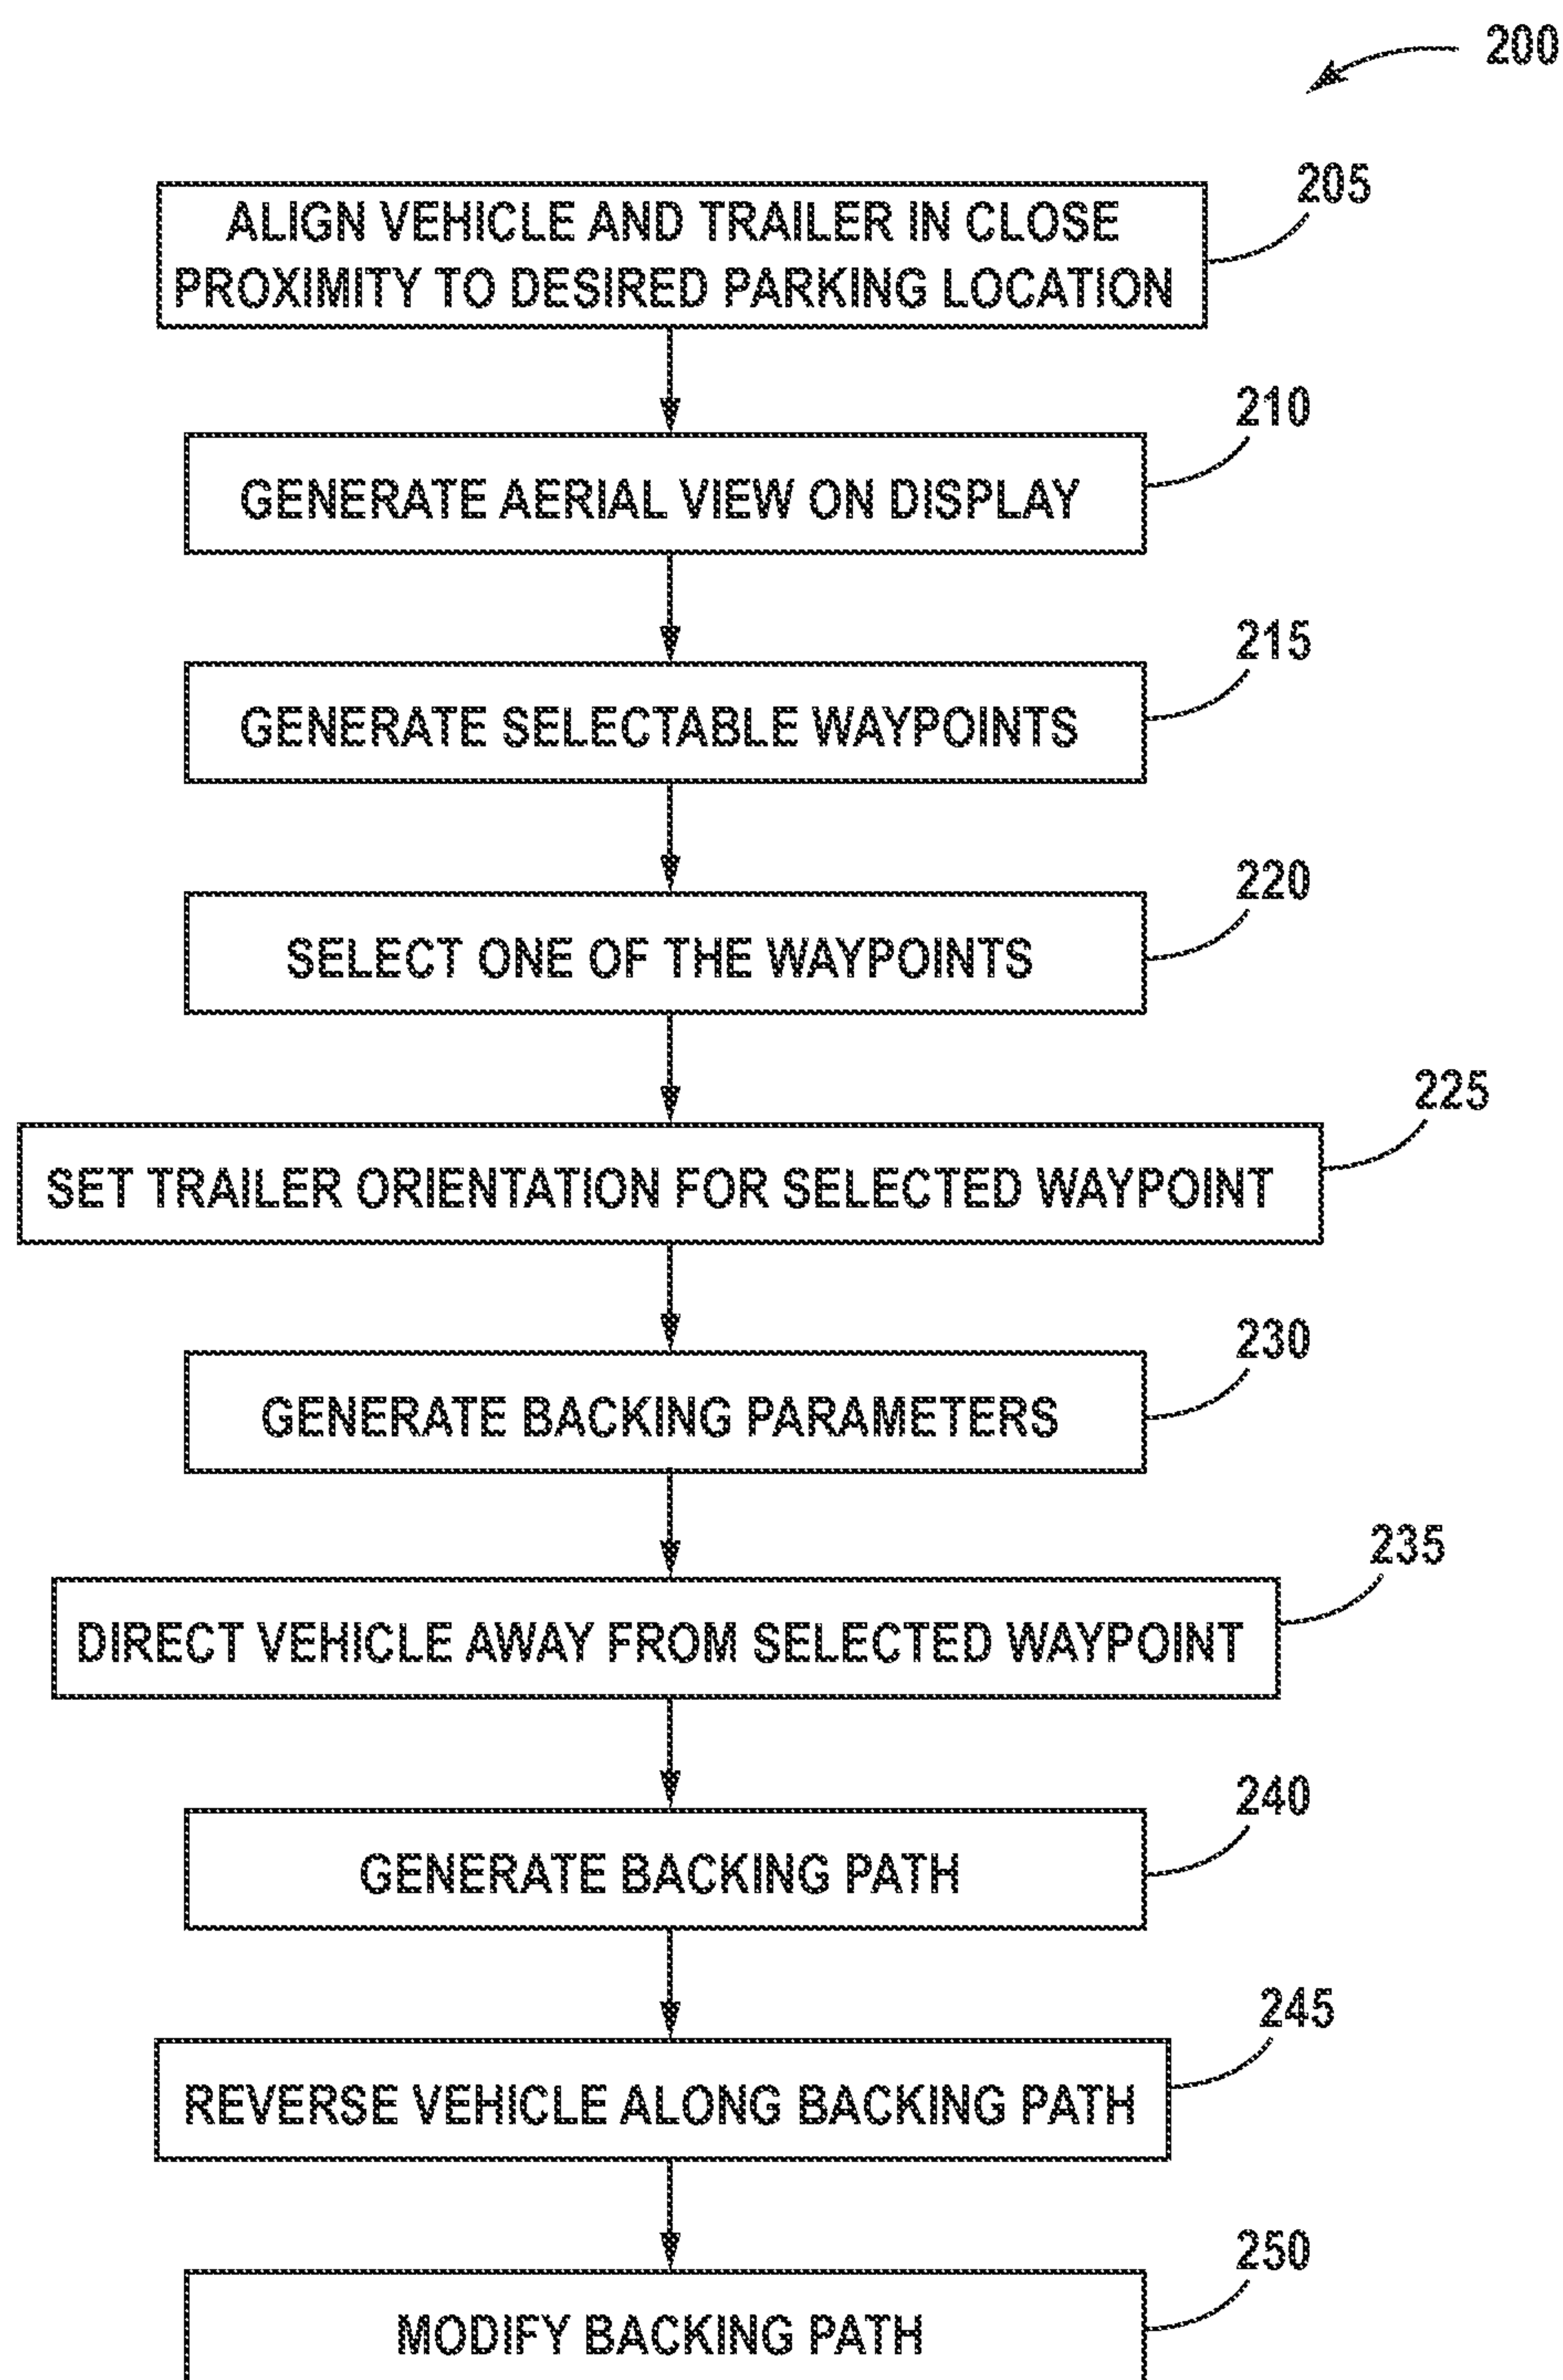 200
205
ALIGN VEHICLE AND TRAILER IN CLOSE
PROXIMITY TO DESIRED PARKING LOCATION
210
GENERATE AERIAL VIEW ON DISPLAY
215
GENERATE SELECTABLE WAYPOINTS
220
SELECT ONE OF THE WAYPOINTS
225
SET TRAILER ORIENTATION FOR SELECTED WAYPOINT
230
GENERATE BACKING PARAMETERS
235
DIRECT VEHICLE AWAY FROM SELECTED WAYPOINT
240
GENERATE BACKING PATH
245
REVERSE VEHICLE ALONG BACKING PATH
250
MODIFY BACKING PATH